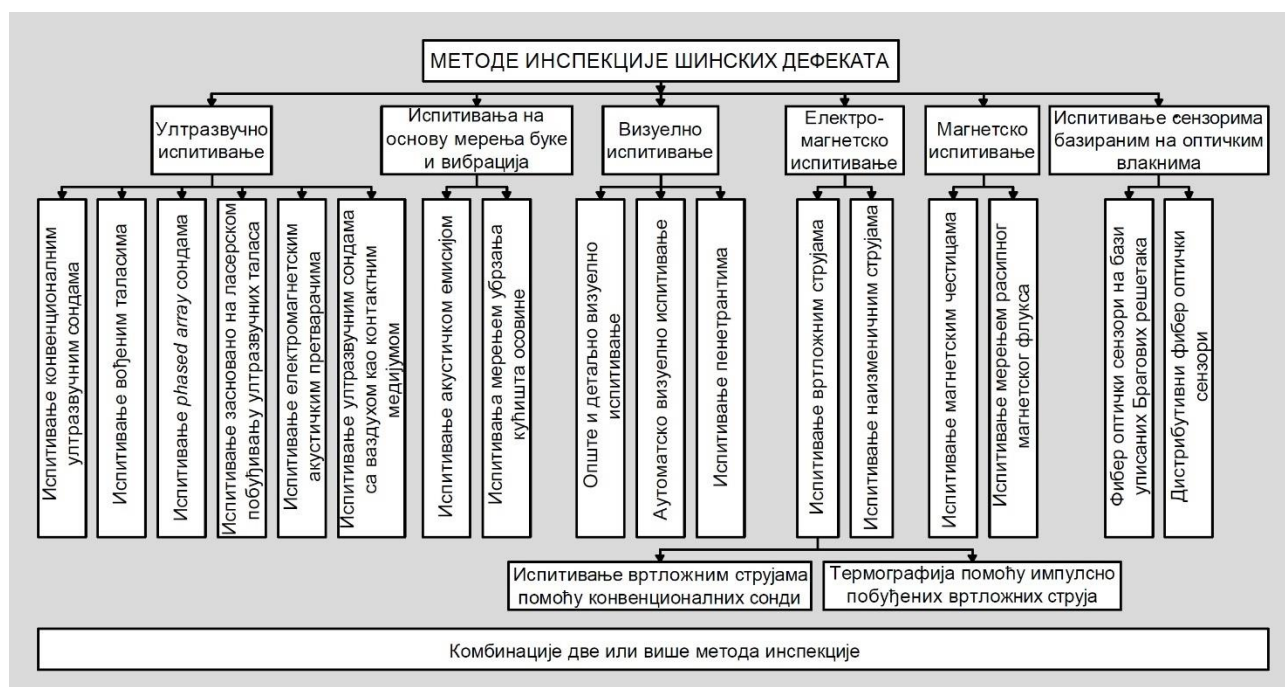 МЕТОДЕ ИНСПЕКЦИЈЕ ШИНСКИХ ДЕФЕКАТА
Ултразвучно
испитивање
Испитивања на
основу мерења буке
и вибрација
Визуелно
испитивање
Електро-
магнетско
испитивање
Магнетско
испитивање
Испитивање сензорима
базираним на оптичким
влакнима
Испитивање конвенционалним
ултразвучним сондама
Испитивање вођеним таласима
Испитивање phased array сондама
Испитивање засновано на ласерском
побуђивању ултразвучних таласа
Испитивање електромагнетским
акустичким претварачима
Испитивање ултразвучним сондама
са ваздухом као контактним
медијумом
Испитивање акустичком емисијом
Испитивања мерењем убрзања
кућишта осовине
Опште и детаљно визуелно
испитивање
Аутоматско визуелно испитивање
Испитивање пенетрантима
Испитивање вртложним струјама
Испитивање наизменичним струјама
Испитивање магнетским честицама
Испитивање мерењем расипног
магнетског флукса
Фибер оптички сензори на бази
уписаних Брагових решетака
Дистрибутивни фибер оптички
сензори
Испитивање вртложним струјама
помоћу конвенционалних сонди
Термографија помоћу импулсно
побуђених вртложних струја
Комбинације две или више метода инспекције